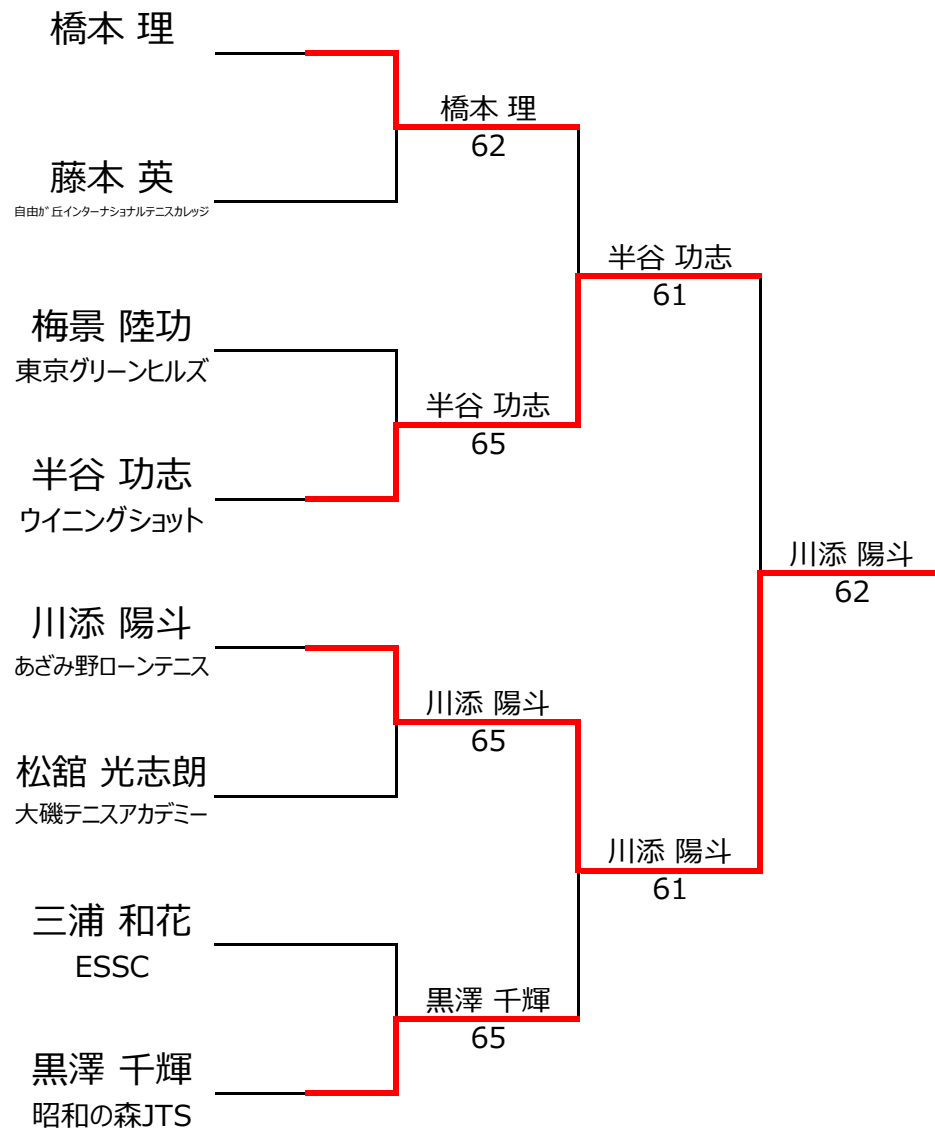 橋本 理
藤本 英
自由ガ丘インターナショナルテニスカレッジ
梅景 陸功
東京グリーンヒルズ
半谷 功志
ウイニングショット
川添 陽斗
あざみ野ローンテニス
松舘 光志朗
大磯テニスアカデミー
三浦 和花
ESSC
黒澤 千輝
昭和の森JTS
橋本 理
62
半谷 功志
65
川添 陽斗
65
黒澤 千輝
65
半谷 功志
61
川添 陽斗
61
川添 陽斗
62